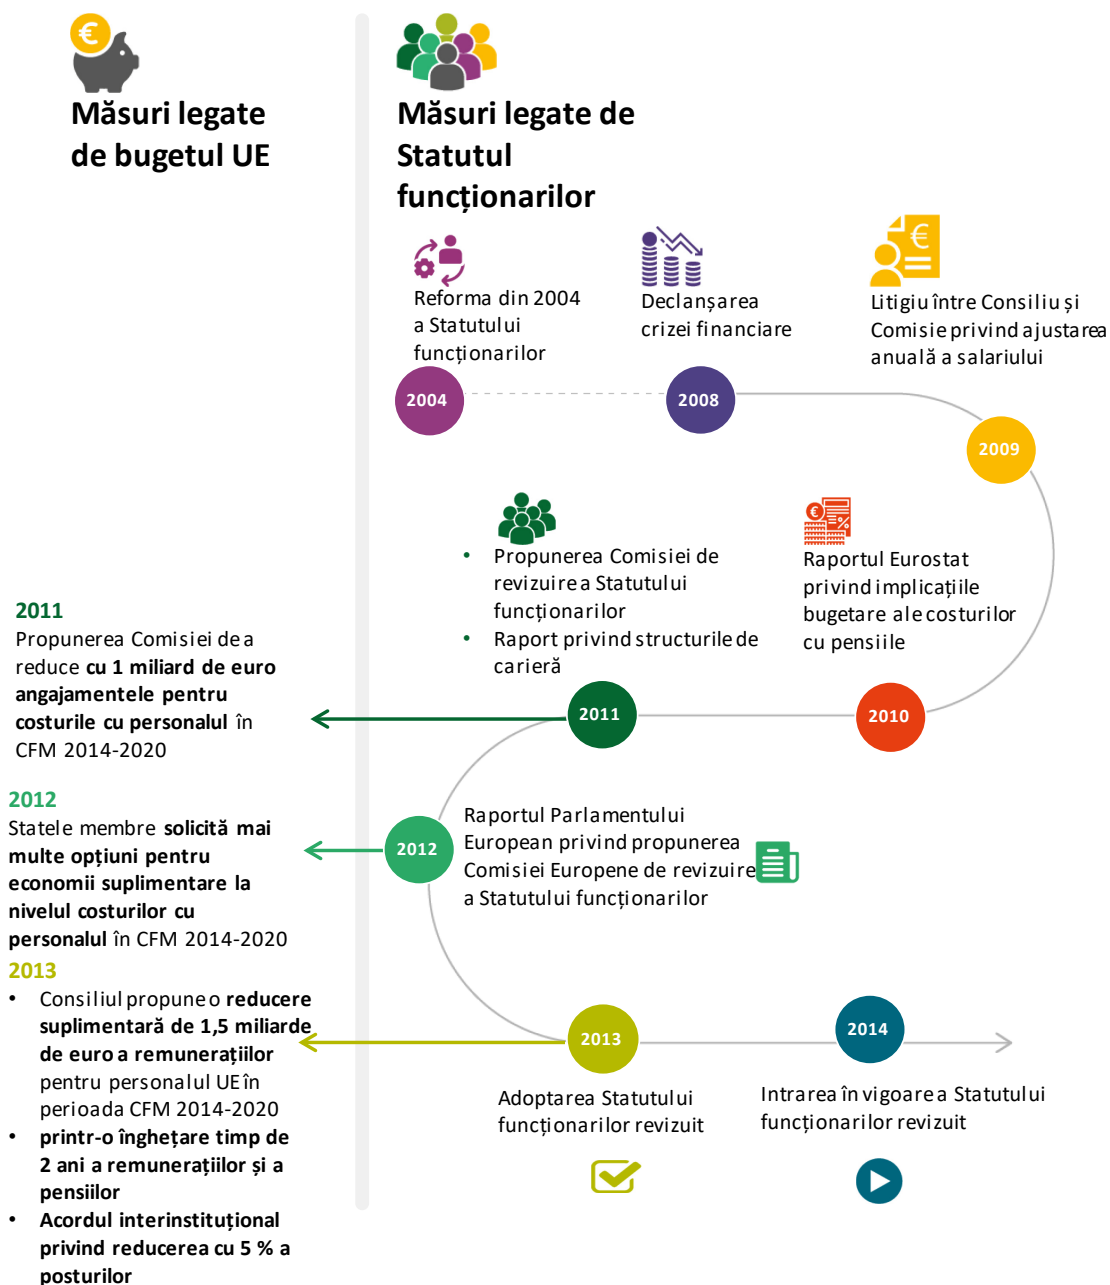 Măsuri legate
de bugetul UE
Măsuri legate de
Statutul
funcționarilor
Reforma din 2004
a Statutului
funcționarilor
Declanșarea
crizei financiare
Litigiu între Consiliu și
Comisie privind ajustarea
anuală a salariului
2004
2008
2009
• Propunerea Comisiei de
revizuire a Statutului
funcționarilor
• Raport privind structurile de
carieră
Raportul Eurostat
privind implicațiile
bugetare ale costurilor
cu pensiile
2011
2010
2011
Propunerea Comisiei de a
reduce cu 1 miliard de euro
angajamentele pentru
costurile cu personalul în
CFM 2014-2020
2012
Statele membre solicită mai
multe opțiuni pentru
economii suplimentare la
nivelul costurilor cu
personalul în CFM 2014-2020
2012
Raportul Parlamentului
European privind propunerea
Comisiei Europene de revizuire
a Statutului funcționarilor
2013
• Consiliul propune o reducere
suplimentară de 1,5 miliarde
de euro a remunerațiilor
pentru personalul UE în
perioada CFM 2014-2020
• printr-o înghețare timp de
2 ani a remunerațiilor și a
pensiilor
• Acordul interinstituțional
privind reducerea cu 5 % a
posturilor
2013
2014
Adoptarea Statutului
funcționarilor revizuit
Intrarea în vigoare a Statutului
funcționarilor revizuit